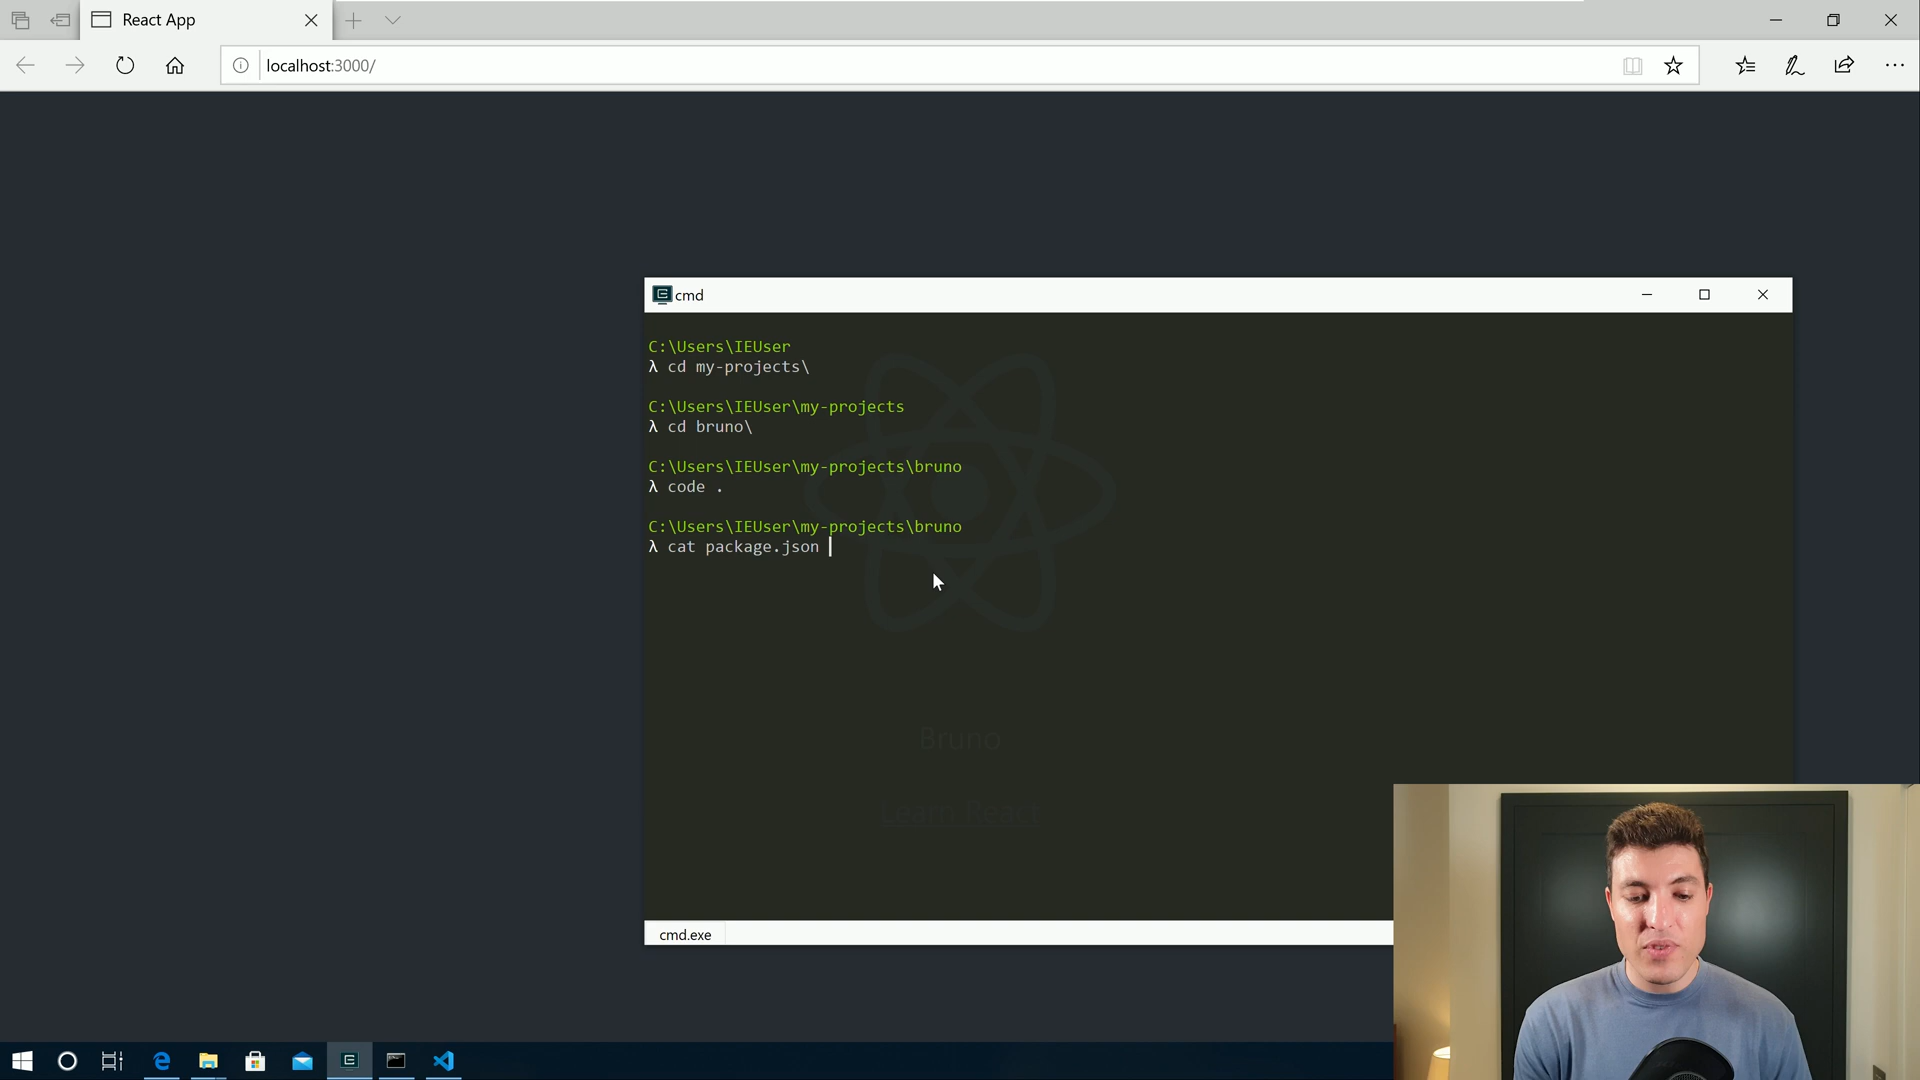 React App
localhost:3000/
cmd
C:\Users\IEUser
λ cd my-projects\
C:\Users\IEUser\my-projects
λ cd bruno\
C:\Users\IEUser\my-projects\bruno
λ code .
C:\Users\IEUser\my-projects\bruno
λ cat package.json
Bruno
Learn React
cmd.exe